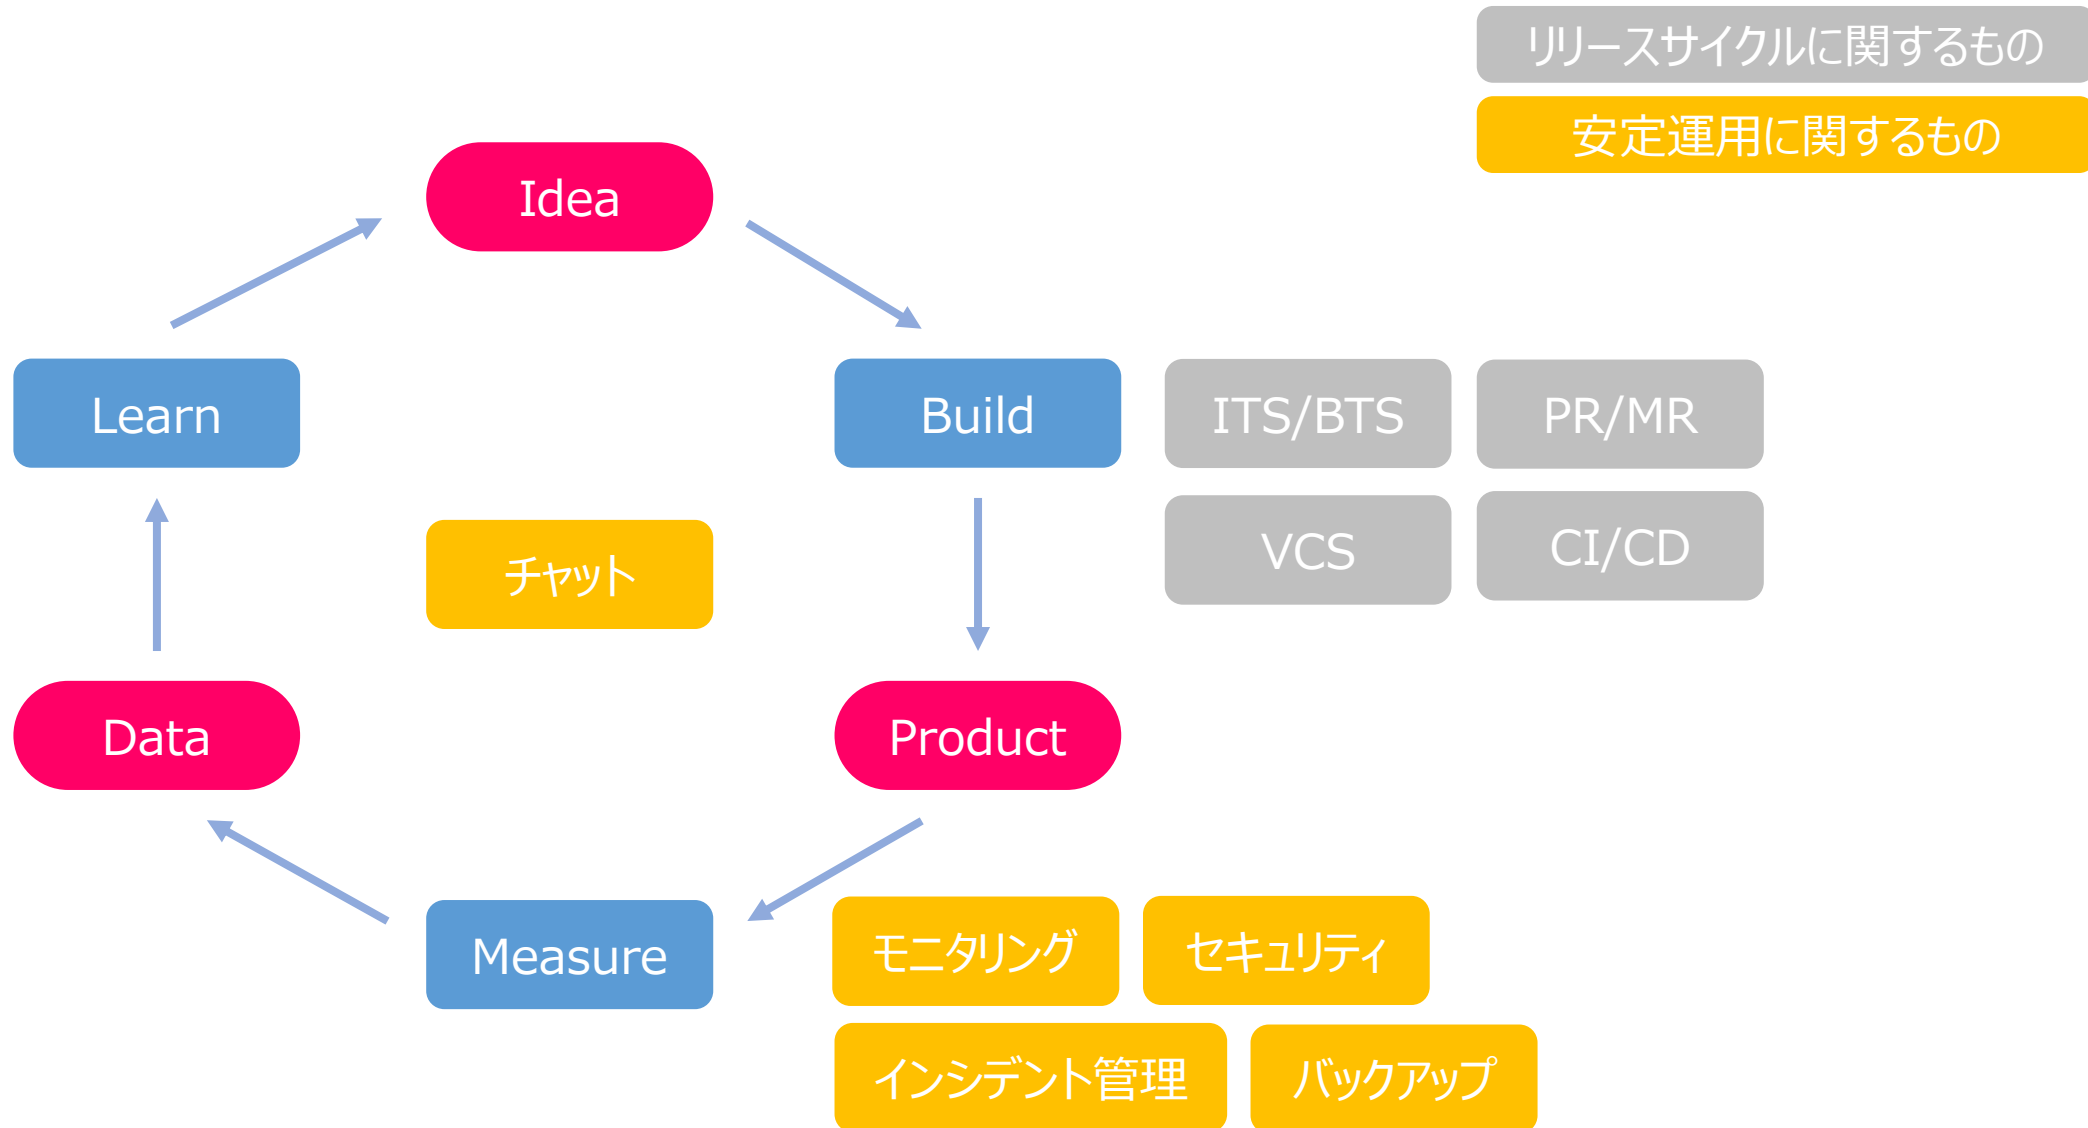 リリースサイクルに関するもの
安定運用に関するもの
Idea
Learn
Build
ITS/BTS
PR/MR
チャット
VCS
CI/CD
Data
Product
Measure
モニタリング
セキュリティ
インシデント管理
バックアップ